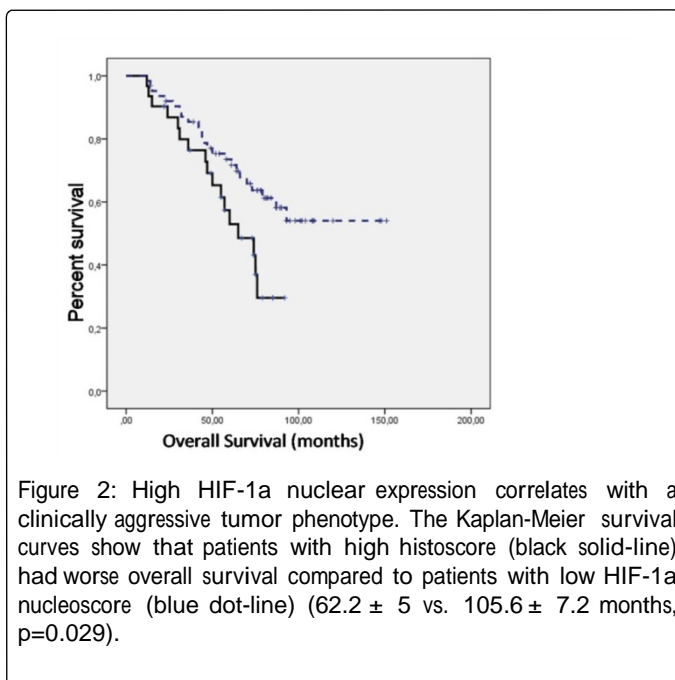 1,0
0,8
0,6
0,4
0,2
0,0
Percent survival
,00 50,00 100,00 150,00 200,00
Overall Survival (months)
Figure 2: High HIF-1a nuclear expression correlates with a
clinically aggressive tumor phenotype. The Kaplan-Meier survival
curves show that patients with high histoscore (black solid-line)
had worse overall survival compared to patients with low HIF-1a
nucleoscore (blue dot-line) (62.2 ± 5 vs. 105.6 ± 7.2 months,
p=0.029).